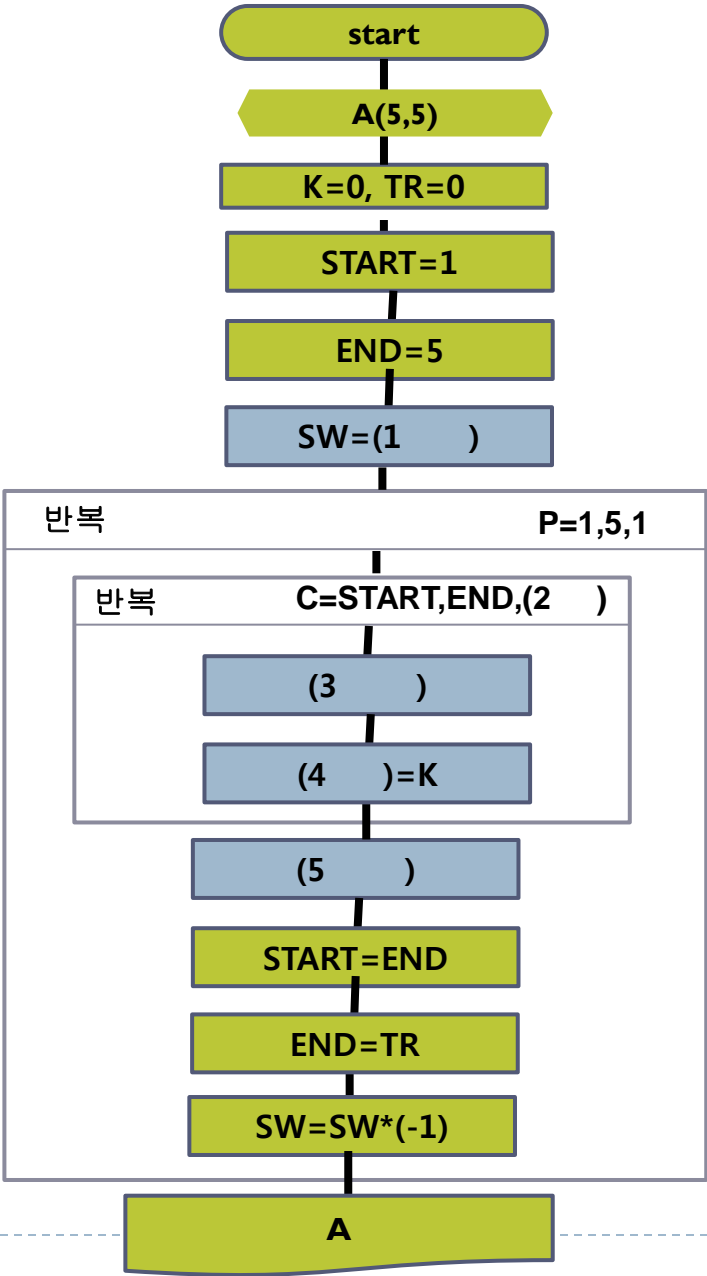 start
A(5,5)
K=0, TR=0
START=1
END=5
SW=(1 )
반복 P=1,5,1
반복 C=START,END,(2 )
(3 )
(4 )=K
(5 )
START=END
END=TR
SW=SW*(-1)
A